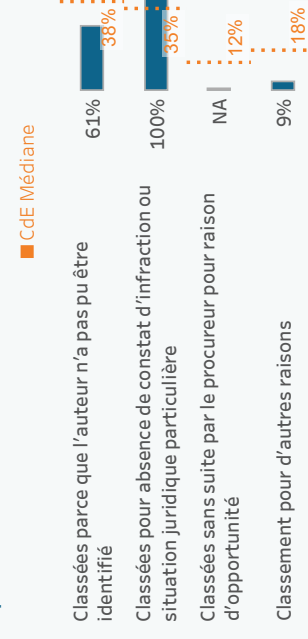 CdE Médiane
Classées parce que l'auteur n'a pas pu être
identifié
61%
38%
Classées pour absence de constat d'infraction ou
situation juridique particulière
100%
35%
Classées sans suite par le procureur pour raison
d'opportunité
NA
12%
Classement pour d'autres raisons
9%
18%